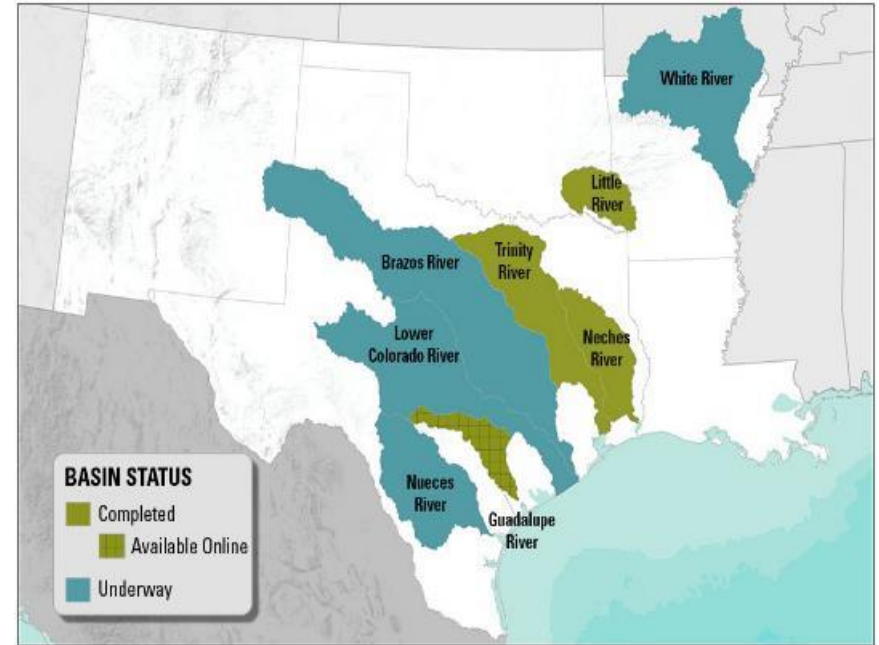 White River
Little
River
Trinity
River
Brazos River
Neches
River
Lower
Colorado River
Nueces
River
Guadalupe
River
BASIN STATUS
Completed
Available Online
Underway